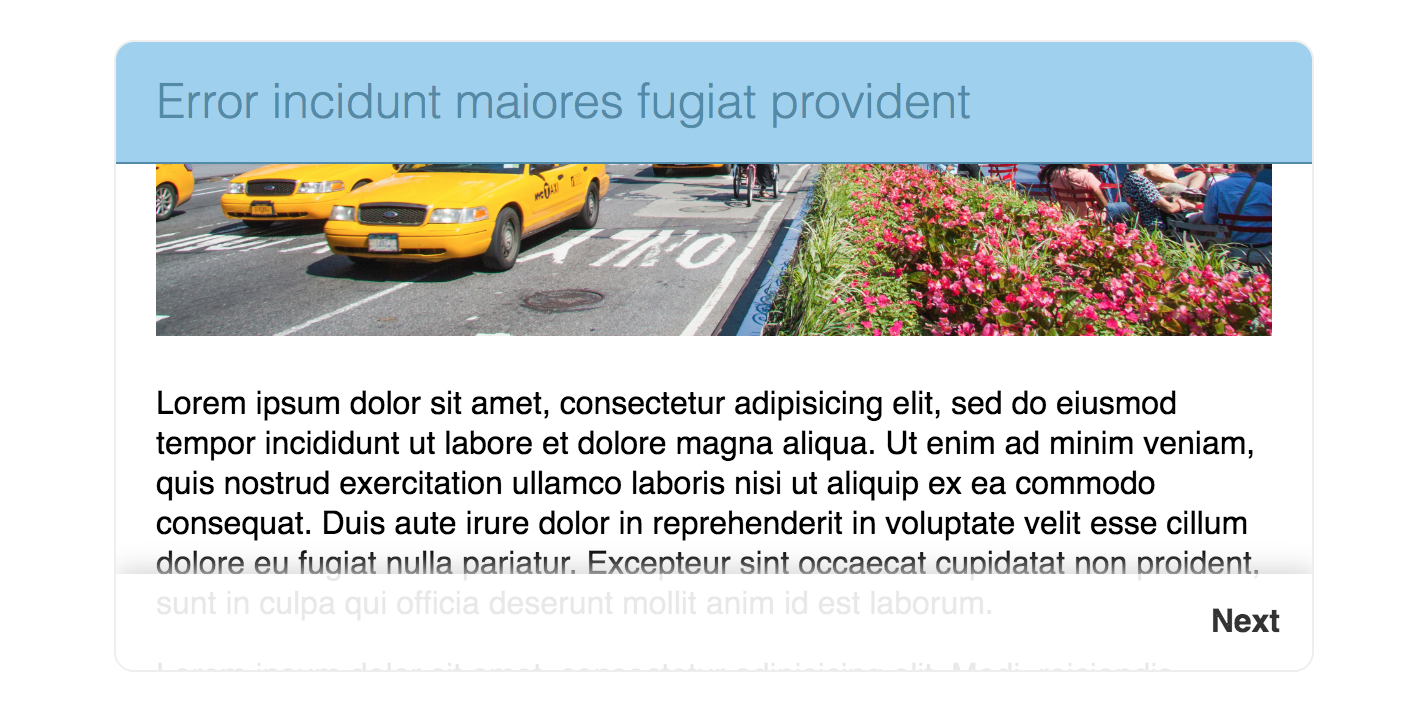 Error incidunt maiores fugiat provident
NYC TAXI
ONLY
Lorem ipsum dolor sit amet, consectetur adipisicing elit, sed do eiusmod
tempor incididunt ut labore et dolore magna aliqua. Ut enim ad minim veniam,
quis nostrud exercitation ullamco laboris nisi ut aliquip ex ea commodo
consequat. Duis aute irure dolor in reprehenderit in voluptate velit esse cillum
dolore eu fugiat nulla pariatur. Excepteur sint occaecat cupidatat non proident,
sunt in culpa qui officia deserunt mollit anim id est laborum.
Next
Lorem ipsum dolor sit amet, consectetur adipisicing elit.